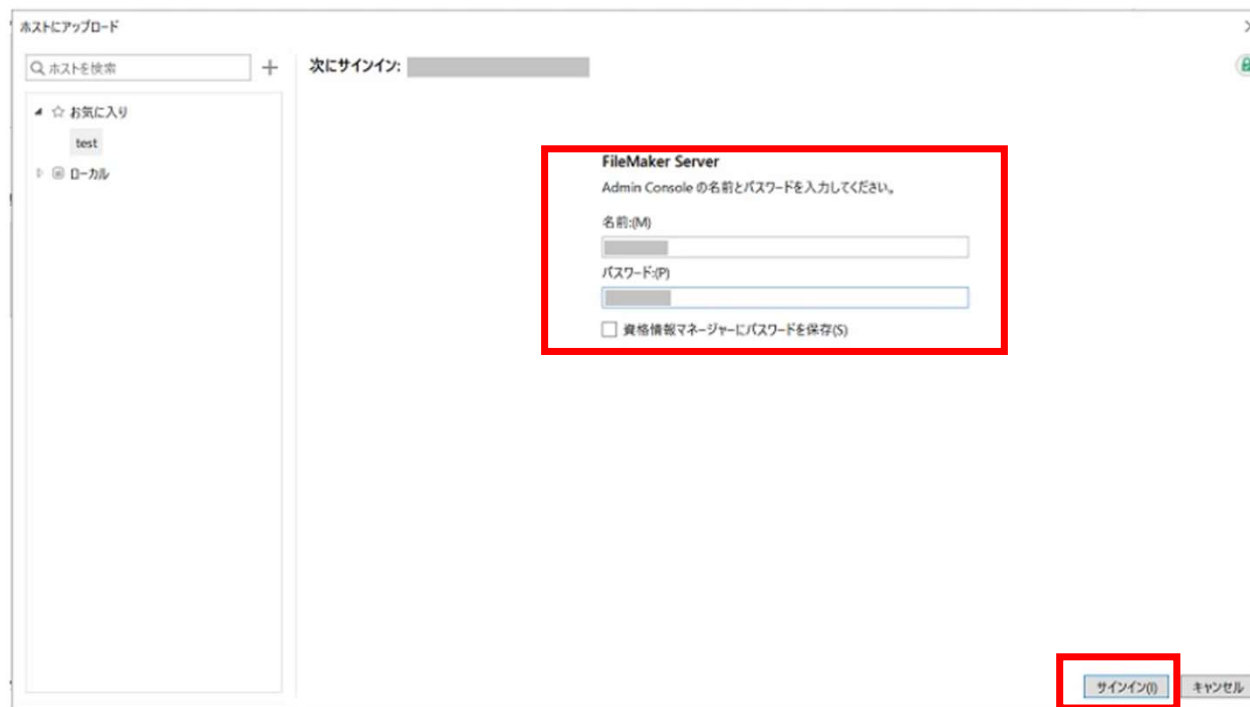 ホストにアップロード
ホストを検索
次にサインイン:
お気に入り
test
ローカル
FileMaker Server
Admin Console の名前とパスワードを入力してください。
名前:(M)
パスワード:(P)
資格情報マネージャーにパスワードを保存(S)
サインイン(I)
キャンセル